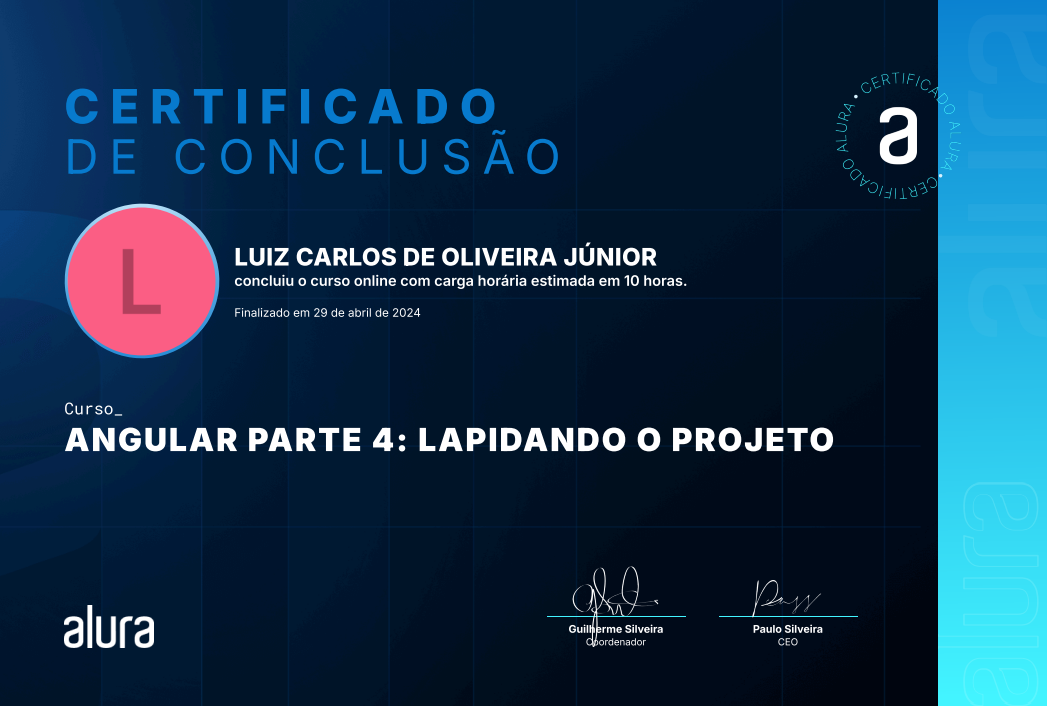 CERTIFICADO
DE CONCLUSÃO
CERTIFICADO ALURA • CERTIFICADO ALURA •
a
L
LUIZ CARLOS DE OLIVEIRA JÚNIOR
concluiu o curso online com carga horária estimada em 10 horas.
Finalizado em 29 de abril de 2024
Curso_
ANGULAR PARTE 4: LAPIDANDO O PROJETO
alura
Guilherme Silveira
Coordenador
Paulo Silveira
CEO
alura
alura